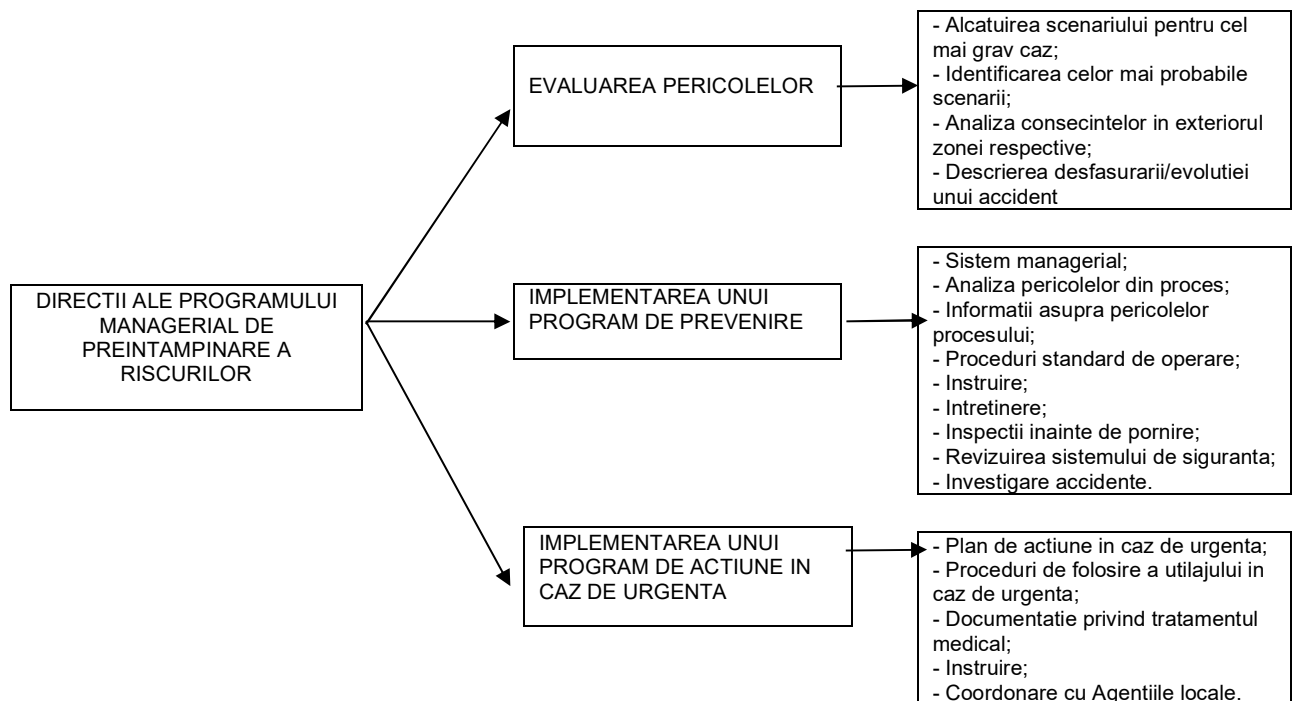 DIRECTII ALE PROGRAMULUI
MANAGERIAL DE
PREINTAMPINARE A
RISCURILOR
EVALUAREA PERICOLELOR
- Alcatuirea scenariului pentru cel
mai grav caz;
- Identificarea celor mai probabile
scenarii;
- Analiza consecintelor in exteriorul
zonei respective;
- Descrierea desfasurarii/evolutiei
unui accident
IMPLEMENTAREA UNUI
PROGRAM DE PREVENIRE
- Sistem managerial;
- Analiza pericolelor din proces;
- Informatii asupra pericolelor
procesului;
- Proceduri standard de operare;
- Instruire;
- Intretinere;
- Inspectii inainte de pornire;
- Revizuirea sistemului de siguranta;
- Investigare accidente.
IMPLEMENTAREA UNUI
PROGRAM DE ACTIUNE IN
CAZ DE URGENTA
- Plan de actiune in caz de urgenta;
- Proceduri de folosire a utilajului in
caz de urgenta;
- Documentatie privind tratamentul
medical;
- Instruire;
- Coordonare cu Agentiile locale.